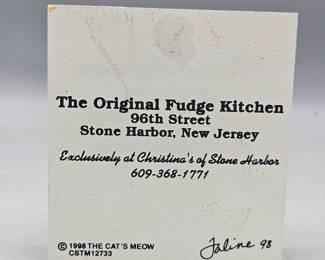 The Original Fudge Kitchen
96th Street
Stone Harbor, New Jersey
Exclusively at Christina's of Stone Harbor
609-368-1771
© 1998 THE CAT'S MEOW
CSTM12733
Faline 98